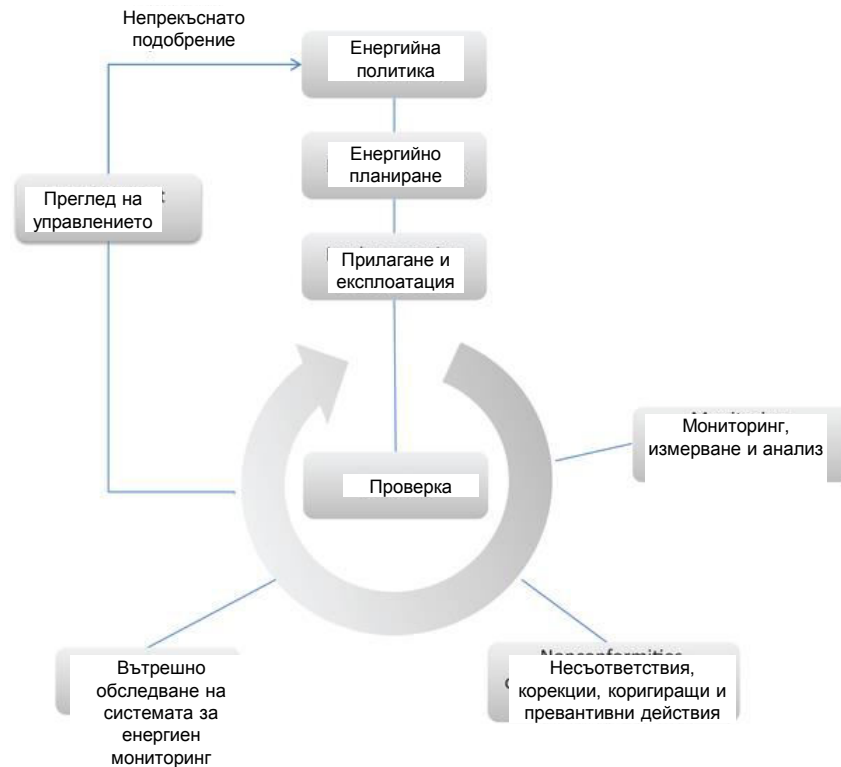 Непрекъснато
подобрение
Енергийна
политика
Енергийно
планиране
Преглед на
управлението
Прилагане и
експлоатация
Мониторинг,
измерване и анализ
Проверка
Вътрешно
обследване на
системата за
енергиен
мониторинг
Несъответствия,
корекции, коригиращи и
превантивни действия